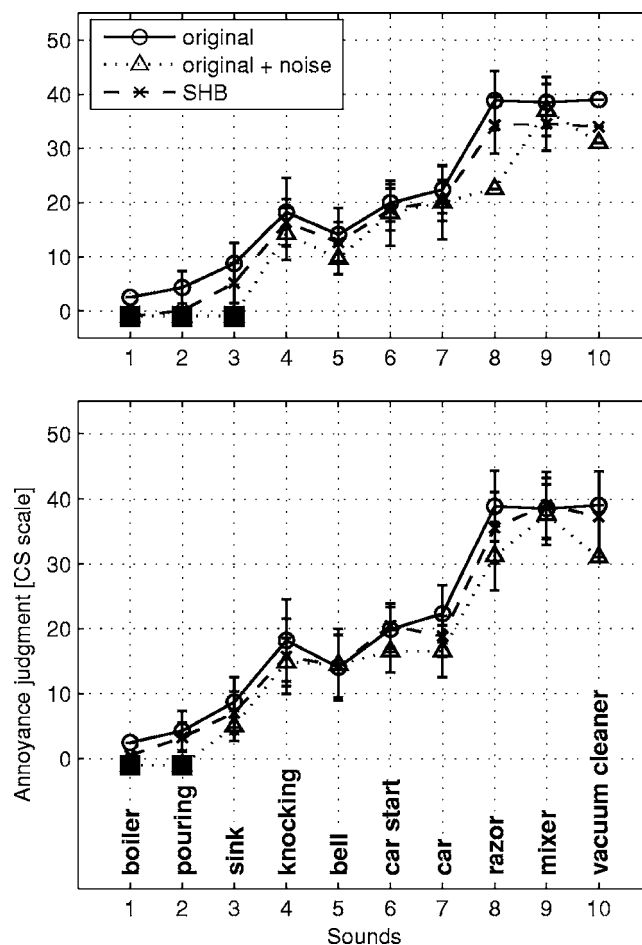 original
original + noise
SHB
50
40
30
20
10
0
1 2 3 4 5 6 7 8 9 10
50
40
30
20
10
0
Annoyance judgment [CS scale]
boiler
pouring
sink
knocking
bell
car start
car
razor
mixer
vacuum cleaner
1 2 3 4 5 6 7 8 9 10
Sounds